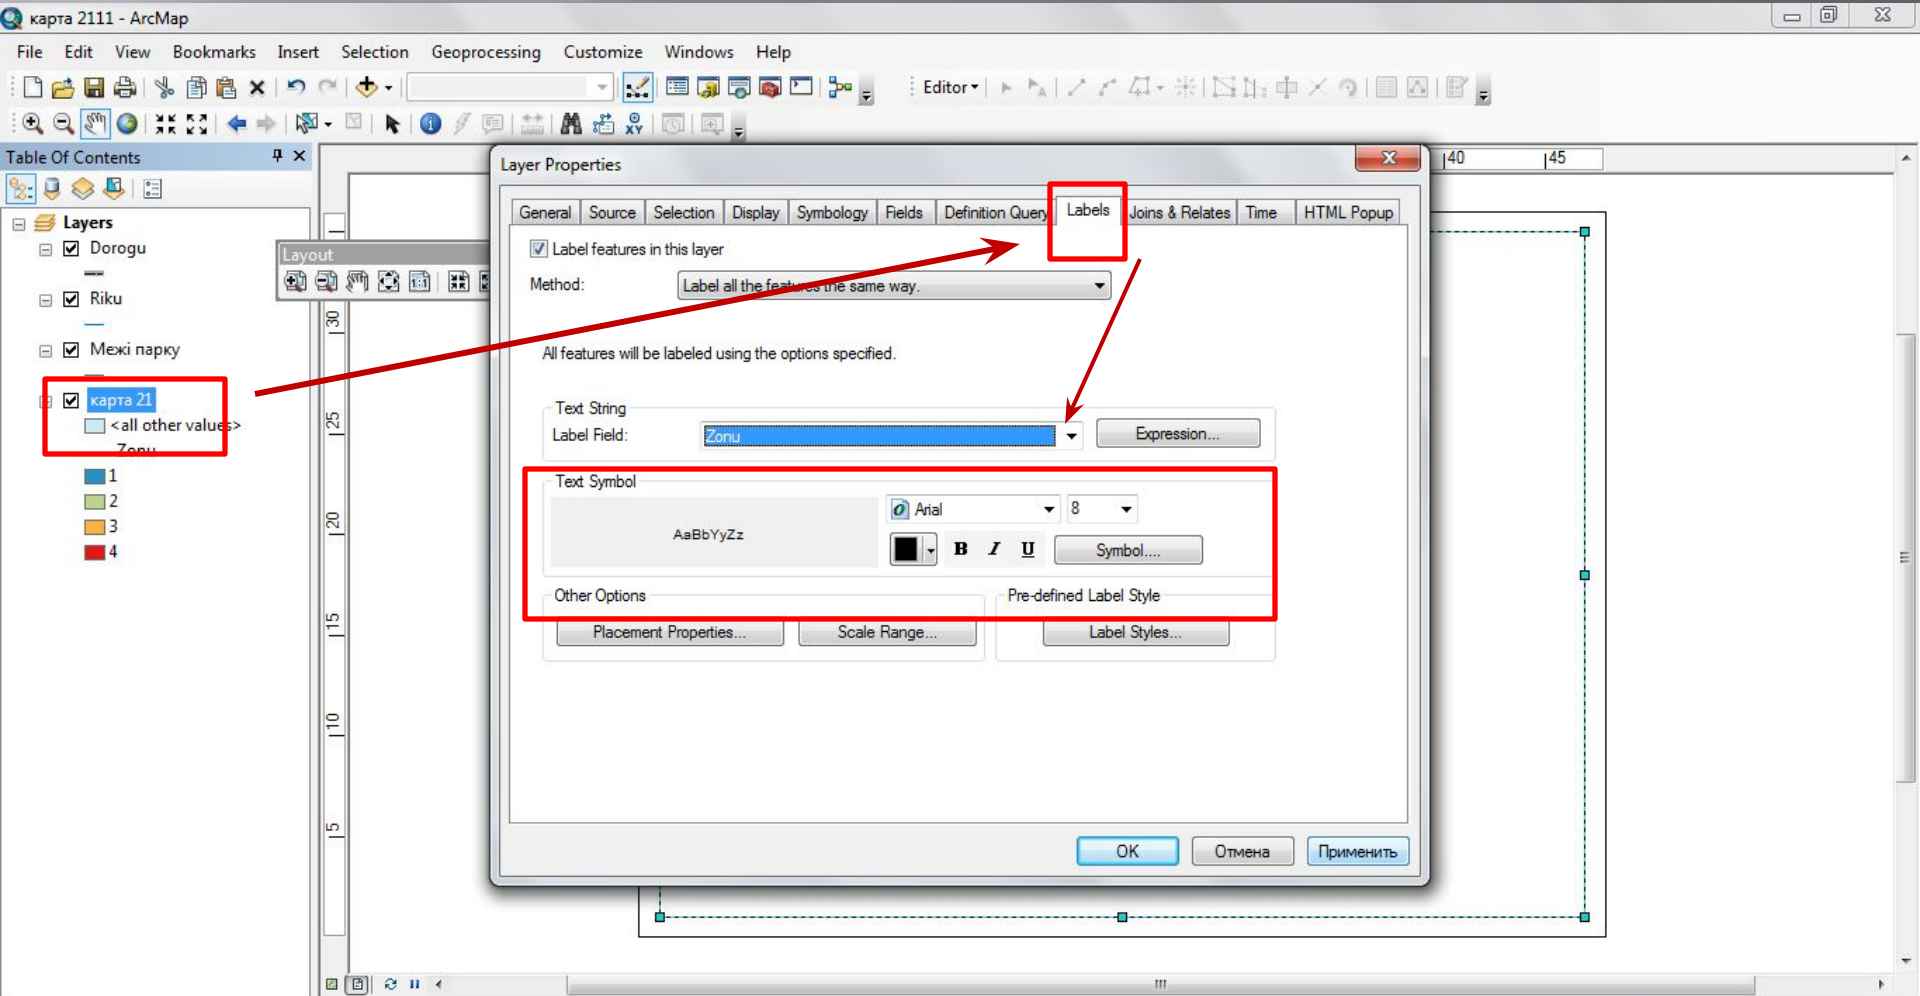 карта 2111 - ArcMap
File Edit View Bookmarks Insert Selection Geoprocessing Customize Windows Help
Editor
Table Of Contents
Layers
Dorogu
Riku
Межі парку
карта 21
<all other values>
Zonu
1
2
3
4
Layout
1:1
40 45
30
25
20
15
10
5
Layer Properties
General Source Selection Display Symbology Fields Definition Query Labels Joins & Relates Time HTML Popup
Label features in this layer
Method: Label all the features the same way.
All features will be labeled using the options specified.
Text String
Label Field: Zonu Expression...
Text Symbol
AaBbYyZz
Arial 8
B I U Symbol....
Other Options Pre-defined Label Style
Placement Properties... Scale Range... Label Styles...
OK Отмена Применить